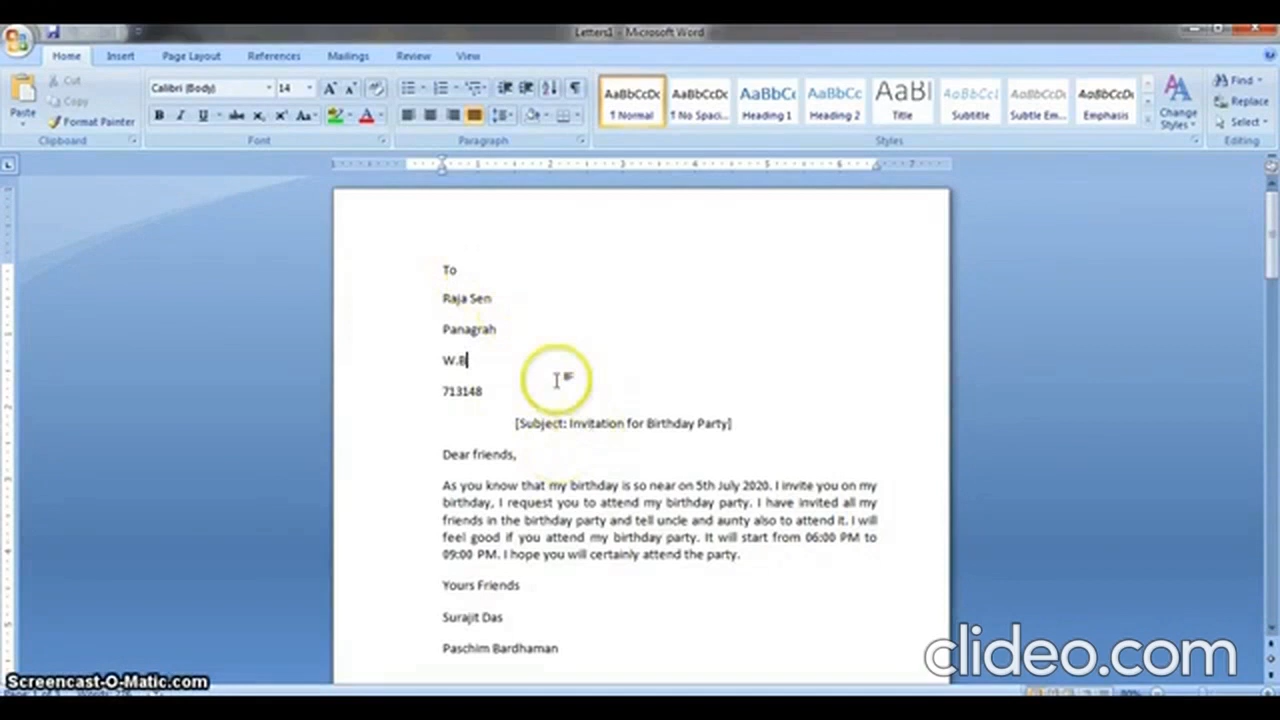 Letters1 - Microsoft Word
Home Insert Page Layout References Mailings Review View
Cut
Copy
Paste
Format Painter
Clipboard
Calibri (Body) 14
Font
Paragraph
AaBbCcDc AaBbCcDc AaBbCc AaBbCc AaBl AaBbCcL AaBbCcDc AaBbCcDc
¶ Normal ¶ No Spaci... Heading 1 Heading 2 Title Subtitle Subtle Em... Emphasis
Change Styles
Styles
Find
Replace
Select
Editing
To
Raja Sen
Panagrah
W.B
713148
[Subject: Invitation for Birthday Party]
Dear friends,
As you know that my birthday is so near on 5th July 2020. I invite you on my
birthday, I request you to attend my birthday party. I have invited all my
friends in the birthday party and tell uncle and aunty also to attend it. I will
feel good if you attend my birthday party. It will start from 06:00 PM to
09:00 PM. I hope you will certainly attend the party.
Yours Friends
Surajit Das
Paschim Bardhaman
clideo.com
Screencast-O-Matic.com